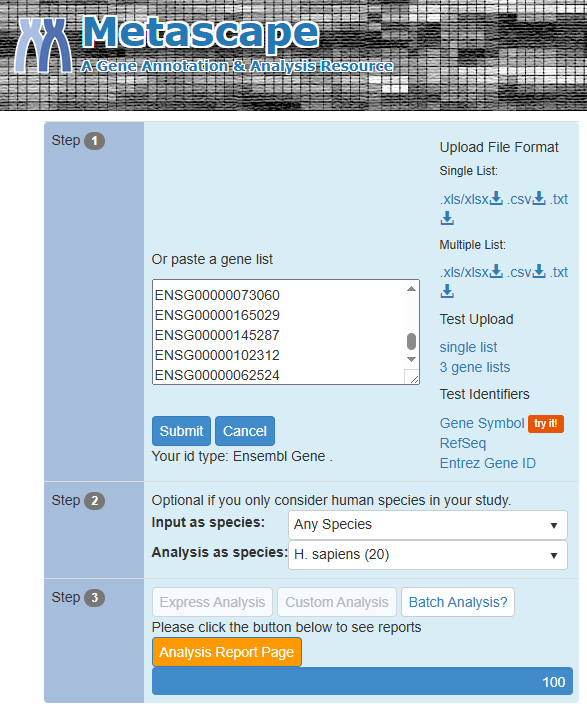 Metascape
A Gene Annotation & Analysis Resource
Step 1
Or paste a gene list
ENSG00000073060
ENSG00000165029
ENSG00000145287
ENSG00000102312
ENSG00000062524
Submit Cancel
Your id type: Ensembl Gene .
Upload File Format
Single List:
.xls/xlsx .csv .txt
Multiple List:
.xls/xlsx .csv .txt
Test Upload
single list
3 gene lists
Test Identifiers
Gene Symbol try it!
RefSeq
Entrez Gene ID
Step 2
Optional if you only consider human species in your study.
Input as species: Any Species
Analysis as species: H. sapiens (20)
Step 3
Express Analysis Custom Analysis Batch Analysis?
Please click the button below to see reports
Analysis Report Page
100